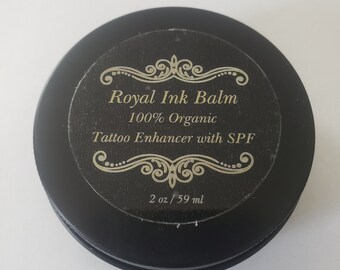 Royal Ink Balm
100% Organic
Tattoo Enhancer with SPF
2 oz / 59 ml